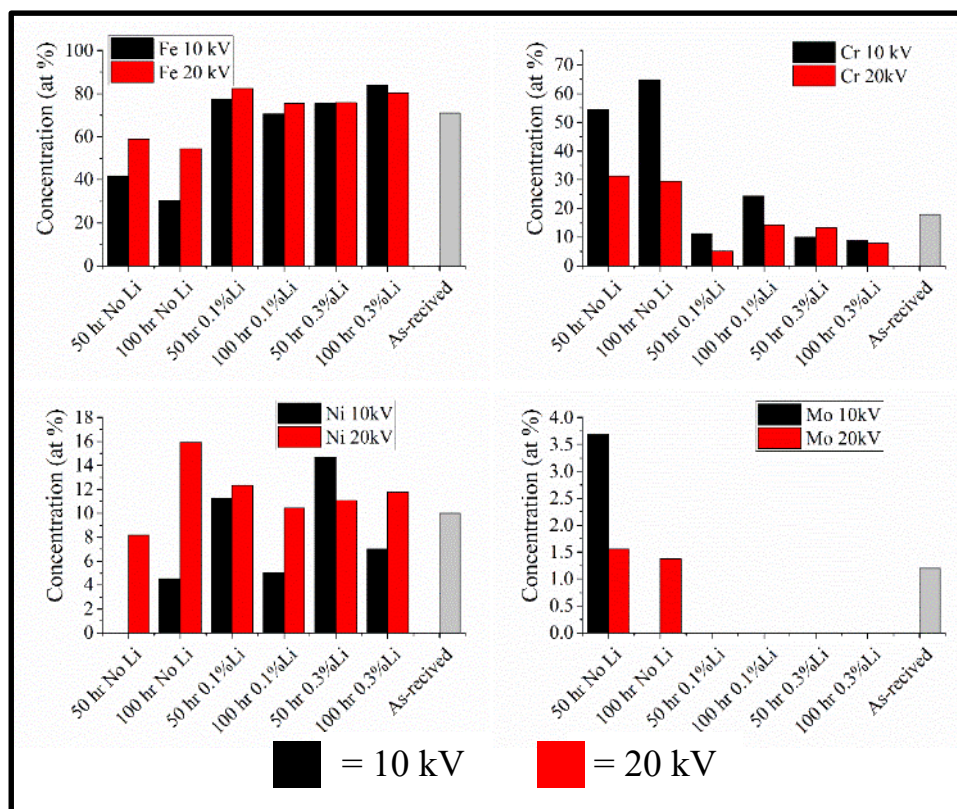 Fe 10 kV
Fe 20 kV
Concentration (at %)
100
80
60
40
20
0
50 hr No Li
100 hr No Li
50 hr 0.1%Li
100 hr 0.1%Li
50 hr 0.3%Li
100 hr 0.3%Li
As-recived
Cr 10 kV
Cr 20kV
Concentration (at %)
70
60
50
40
30
20
10
0
50 hr No Li
100 hr No Li
50 hr 0.1%Li
100 hr 0.1%Li
50 hr 0.3%Li
100 hr 0.3%Li
As-recived
Ni 10kV
Ni 20kV
Concentration (at %)
18
16
14
12
10
8
6
4
2
0
50 hr No Li
100 hr No Li
50 hr 0.1%Li
100 hr 0.1%Li
50 hr 0.3%Li
100 hr 0.3%Li
As-recived
Mo 10kV
Mo 20kV
Concentration (at %)
4.0
3.5
3.0
2.5
2.0
1.5
1.0
0.5
0.0
50 hr No Li
100 hr No Li
50 hr 0.1%Li
100 hr 0.1%Li
50 hr 0.3%Li
100 hr 0.3%Li
As-recived
= 10 kV
= 20 kV